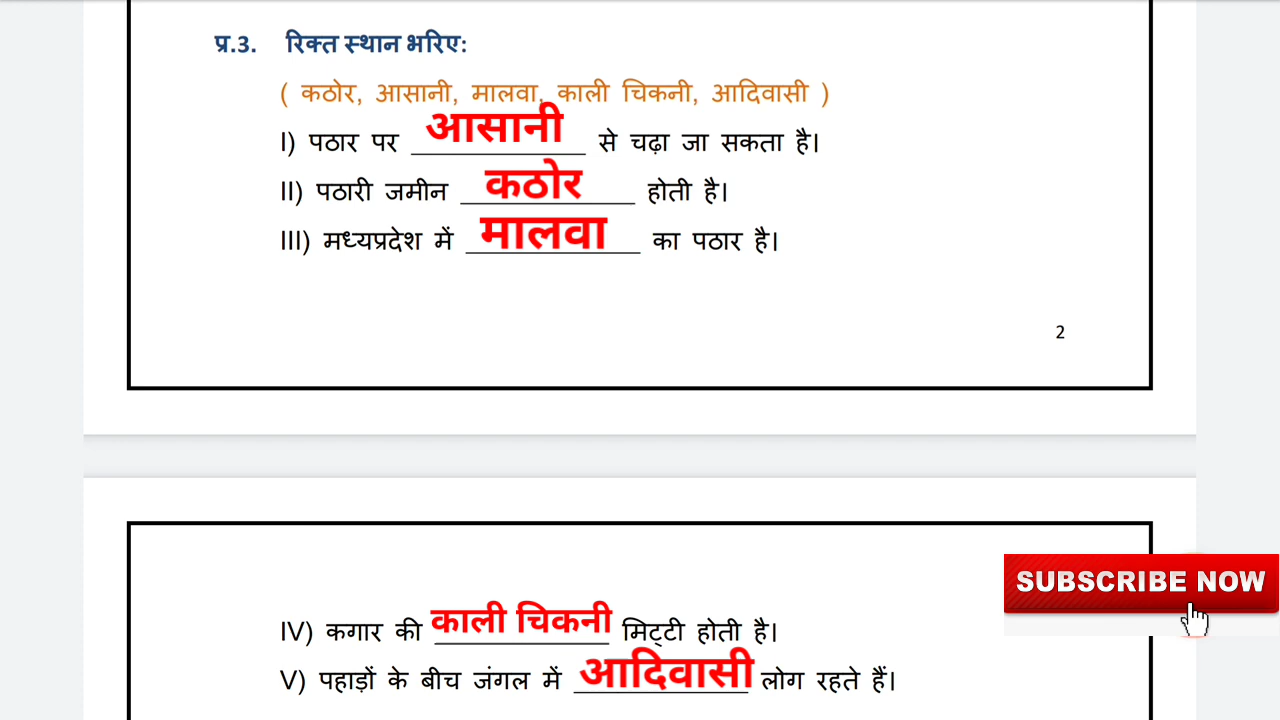 प्र.3. रिक्त स्थान भरिए:
( कठोर, आसानी, मालवा, काली चिकनी, आदिवासी )
I) पठार पर आसानी से चढ़ा जा सकता है।
II) पठारी जमीन कठोर होती है।
III) मध्यप्रदेश में मालवा का पठार है।
2
SUBSCRIBE NOW
IV) कगार की काली चिकनी मिट्टी होती है।
V) पहाड़ों के बीच जंगल में आदिवासी लोग रहते हैं।